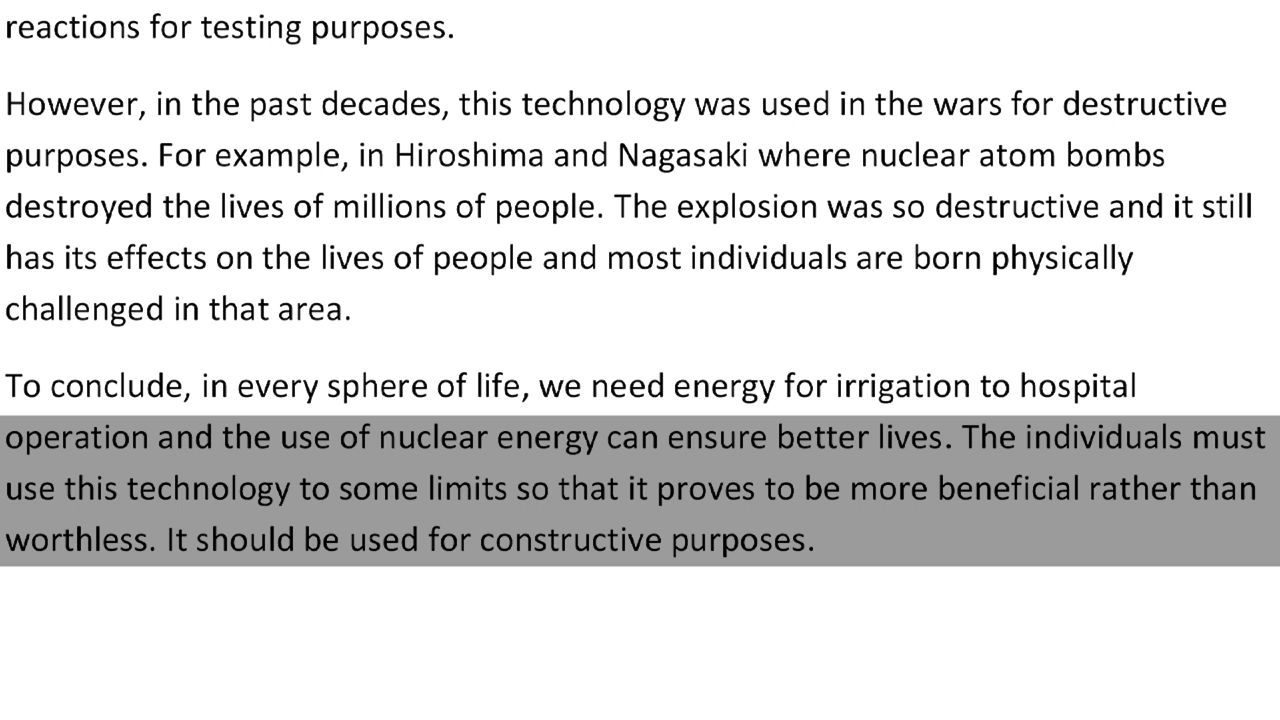 reactions for testing purposes.
However, in the past decades, this technology was used in the wars for destructive
purposes. For example, in Hiroshima and Nagasaki where nuclear atom bombs
destroyed the lives of millions of people. The explosion was so destructive and it still
has its effects on the lives of people and most individuals are born physically
challenged in that area.
To conclude, in every sphere of life, we need energy for irrigation to hospital
operation and the use of nuclear energy can ensure better lives. The individuals must
use this technology to some limits so that it proves to be more beneficial rather than
worthless. It should be used for constructive purposes.